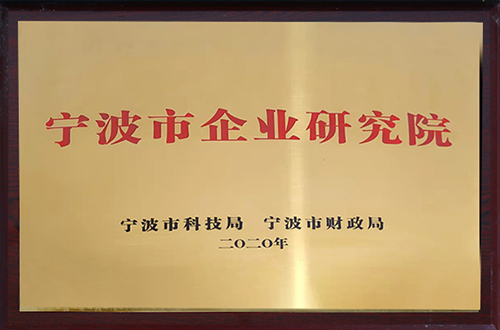 宁波市企业研究院
宁波市科技局 宁波市财政局
二〇二〇年